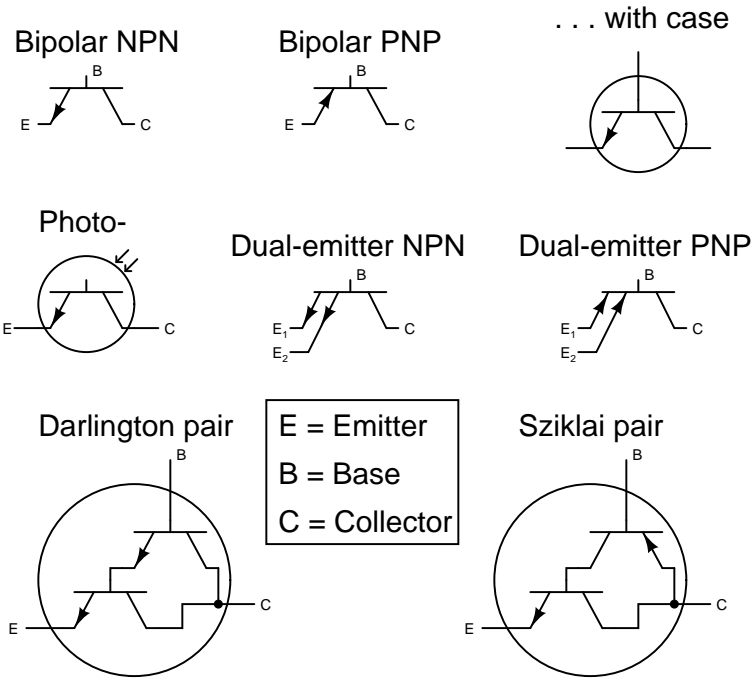 Bipolar NPN
B
E
C
Bipolar PNP
B
E
C
. . . with case
Photo-
E
C
Dual-emitter NPN
B
E1
E2
C
Dual-emitter PNP
B
E1
E2
C
Darlington pair
B
E
C
E = Emitter
B = Base
C = Collector
Sziklai pair
B
E
C